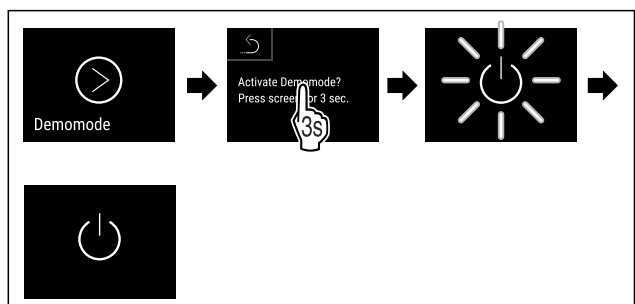 Demomode
Activate Demomode?
Press screen for 3 sec.
3s